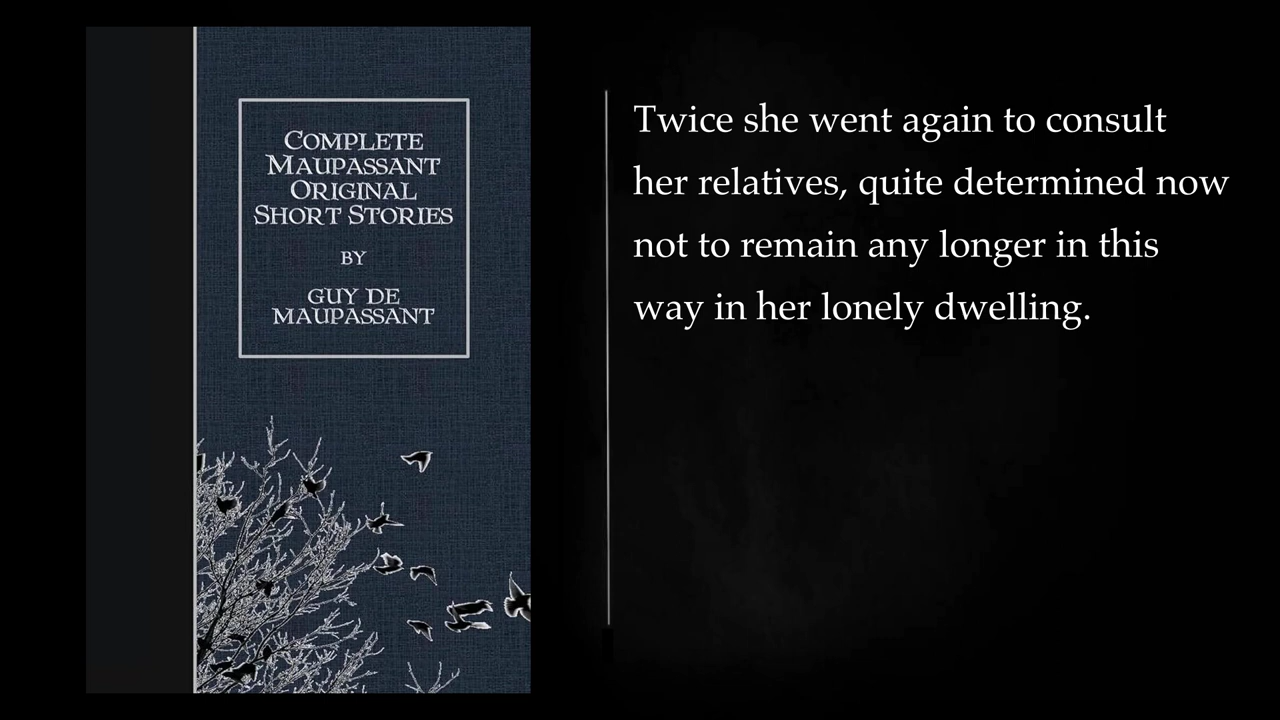 COMPLETE
MAUPASSANT
ORIGINAL
SHORT STORIES
BY
GUY DE
MAUPASSANT
Twice she went again to consult
her relatives, quite determined now
not to remain any longer in this
way in her lonely dwelling.